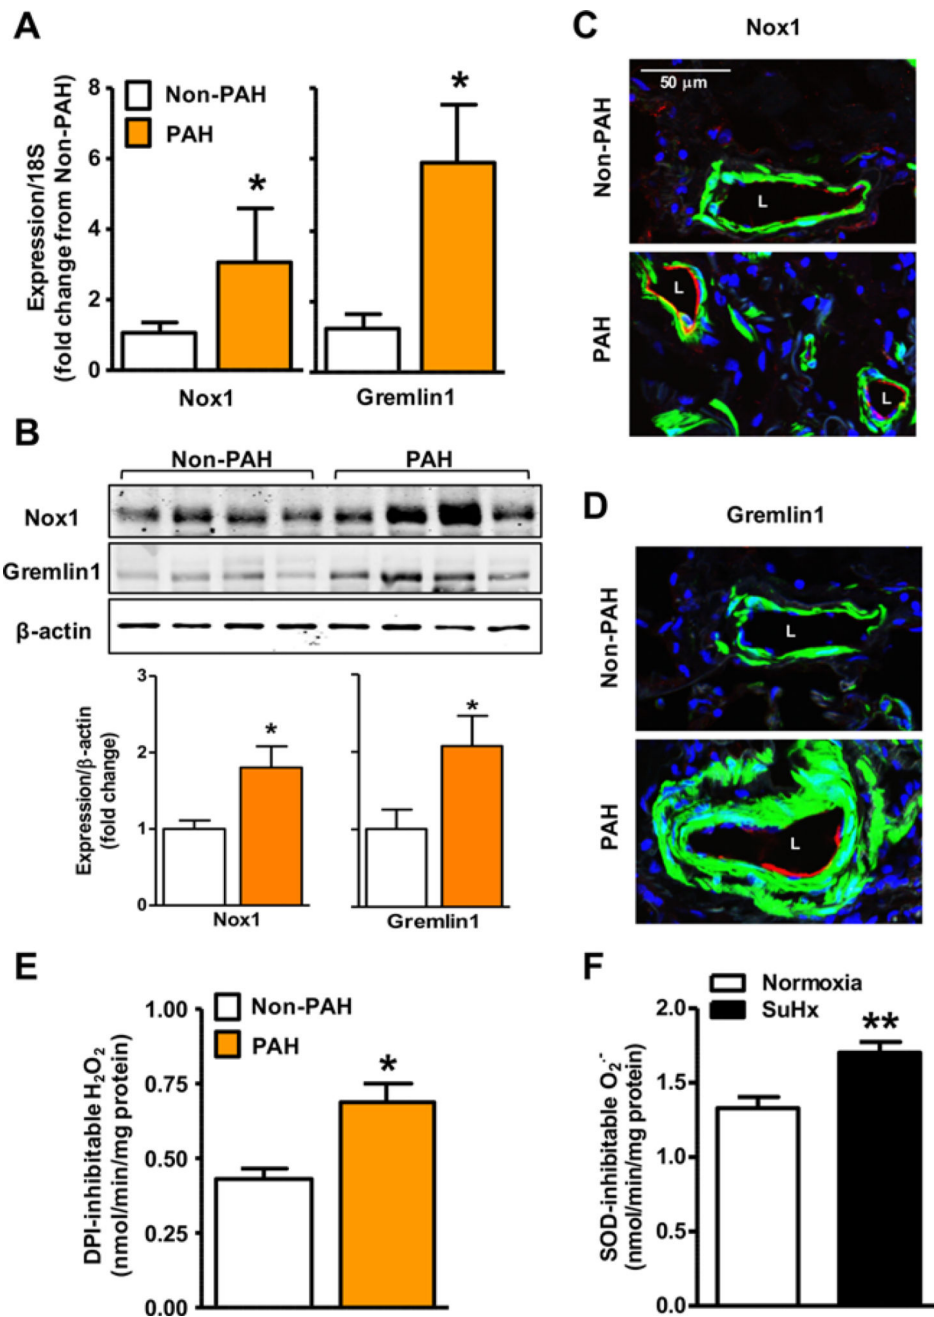 A
Expression/18S
(fold change from Non-PAH)
8
6
4
2
0
Non-PAH
PAH
*
*
Nox1
Gremlin1
B
Non-PAH
PAH
Nox1
Gremlin1
β-actin
Expression/β-actin
(fold change)
3
2
1
0
*
*
Nox1
Gremlin1
C
Nox1
50 μm
Non-PAH
L
PAH
L
L
D
Gremlin1
Non-PAH
L
PAH
L
E
DPI-inhibitable H₂O₂
(nmol/min/mg protein)
1.00
0.75
0.50
0.25
0.00
Non-PAH
PAH
*
F
SOD-inhibitable O₂˙⁻
(nmol/min/mg protein)
2.0
1.5
1.0
0.5
0.0
Normoxia
SuHx
**